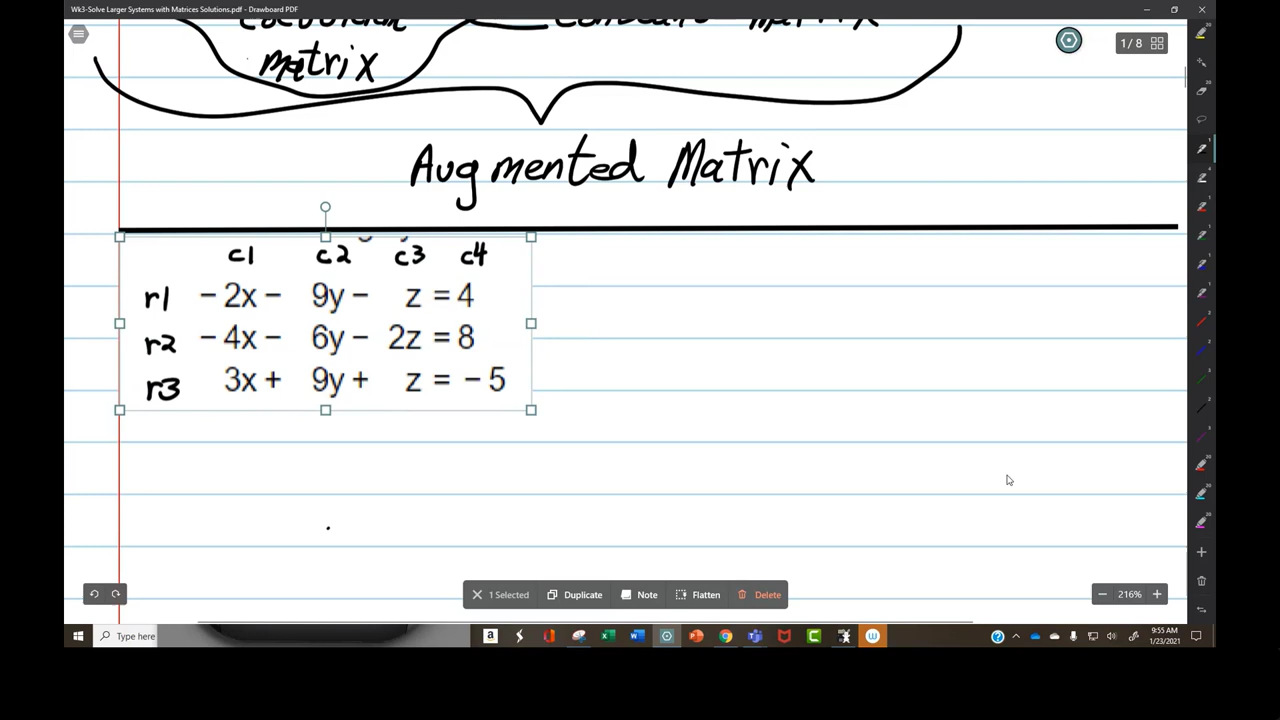 Wk3-Solve Larger Systems with Matrices Solutions.pdf - Drawboard PDF
1 / 8
matrix
Augmented Matrix
c1 c2 c3 c4
r1 − 2x − 9y − z = 4
r2 − 4x − 6y − 2z = 8
r3 3x + 9y + z = − 5
1 Selected Duplicate Note Flatten Delete
216%
Type here
9:55 AM
1/23/2021